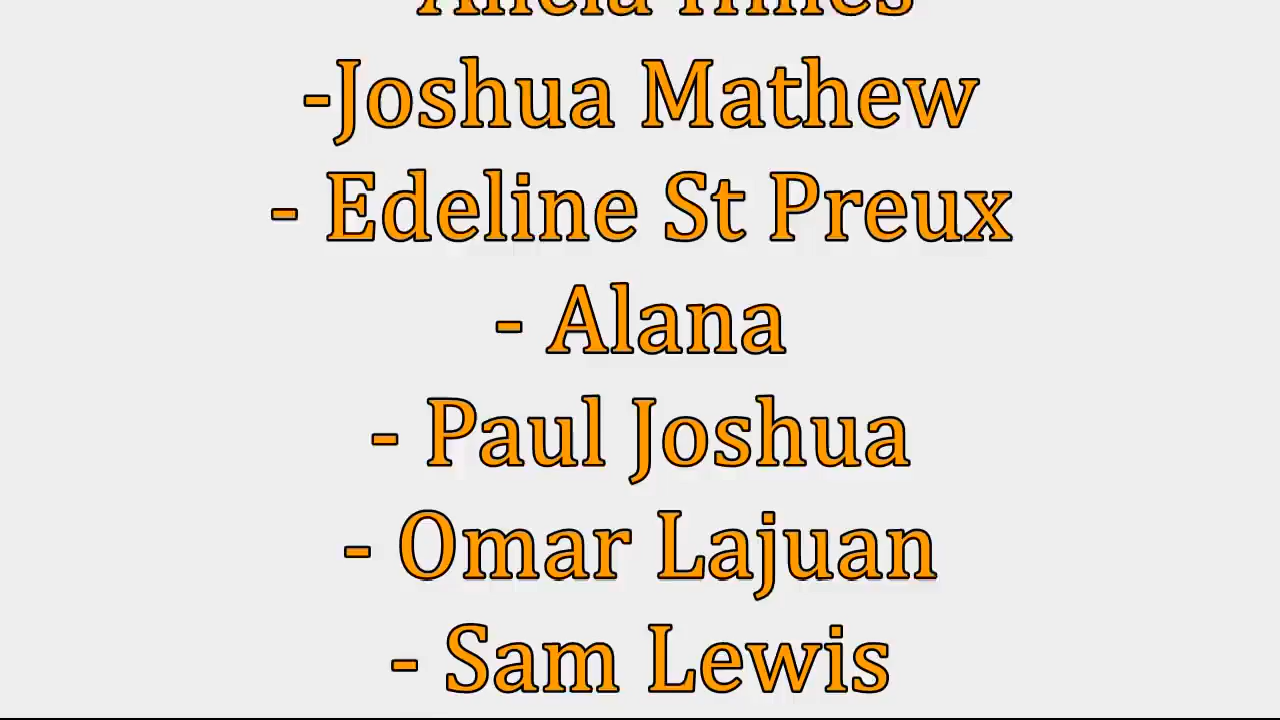 -Joshua Mathew
- Edeline St Preux
- Alana
- Paul Joshua
- Omar Lajuan
- Sam Lewis